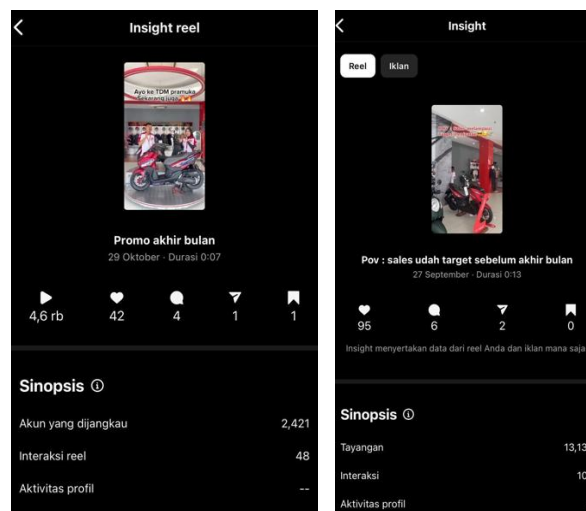 Insight reel
Ayo ke TDM pramuka
Sekarang juga
Promo akhir bulan
29 Oktober · Durasi 0:07
4,6 rb
42
4
1
1
Sinopsis
Akun yang dijangkau 2,421
Interaksi reel 48
Aktivitas profil --
Insight
Reel
Iklan
Pov : sales udah target sebelum akhir bulan
27 September · Durasi 0:13
95
6
2
0
Insight menyertakan data dari reel Anda dan iklan mana saja
Sinopsis
Tayangan 13,13
Interaksi 10
Aktivitas profil